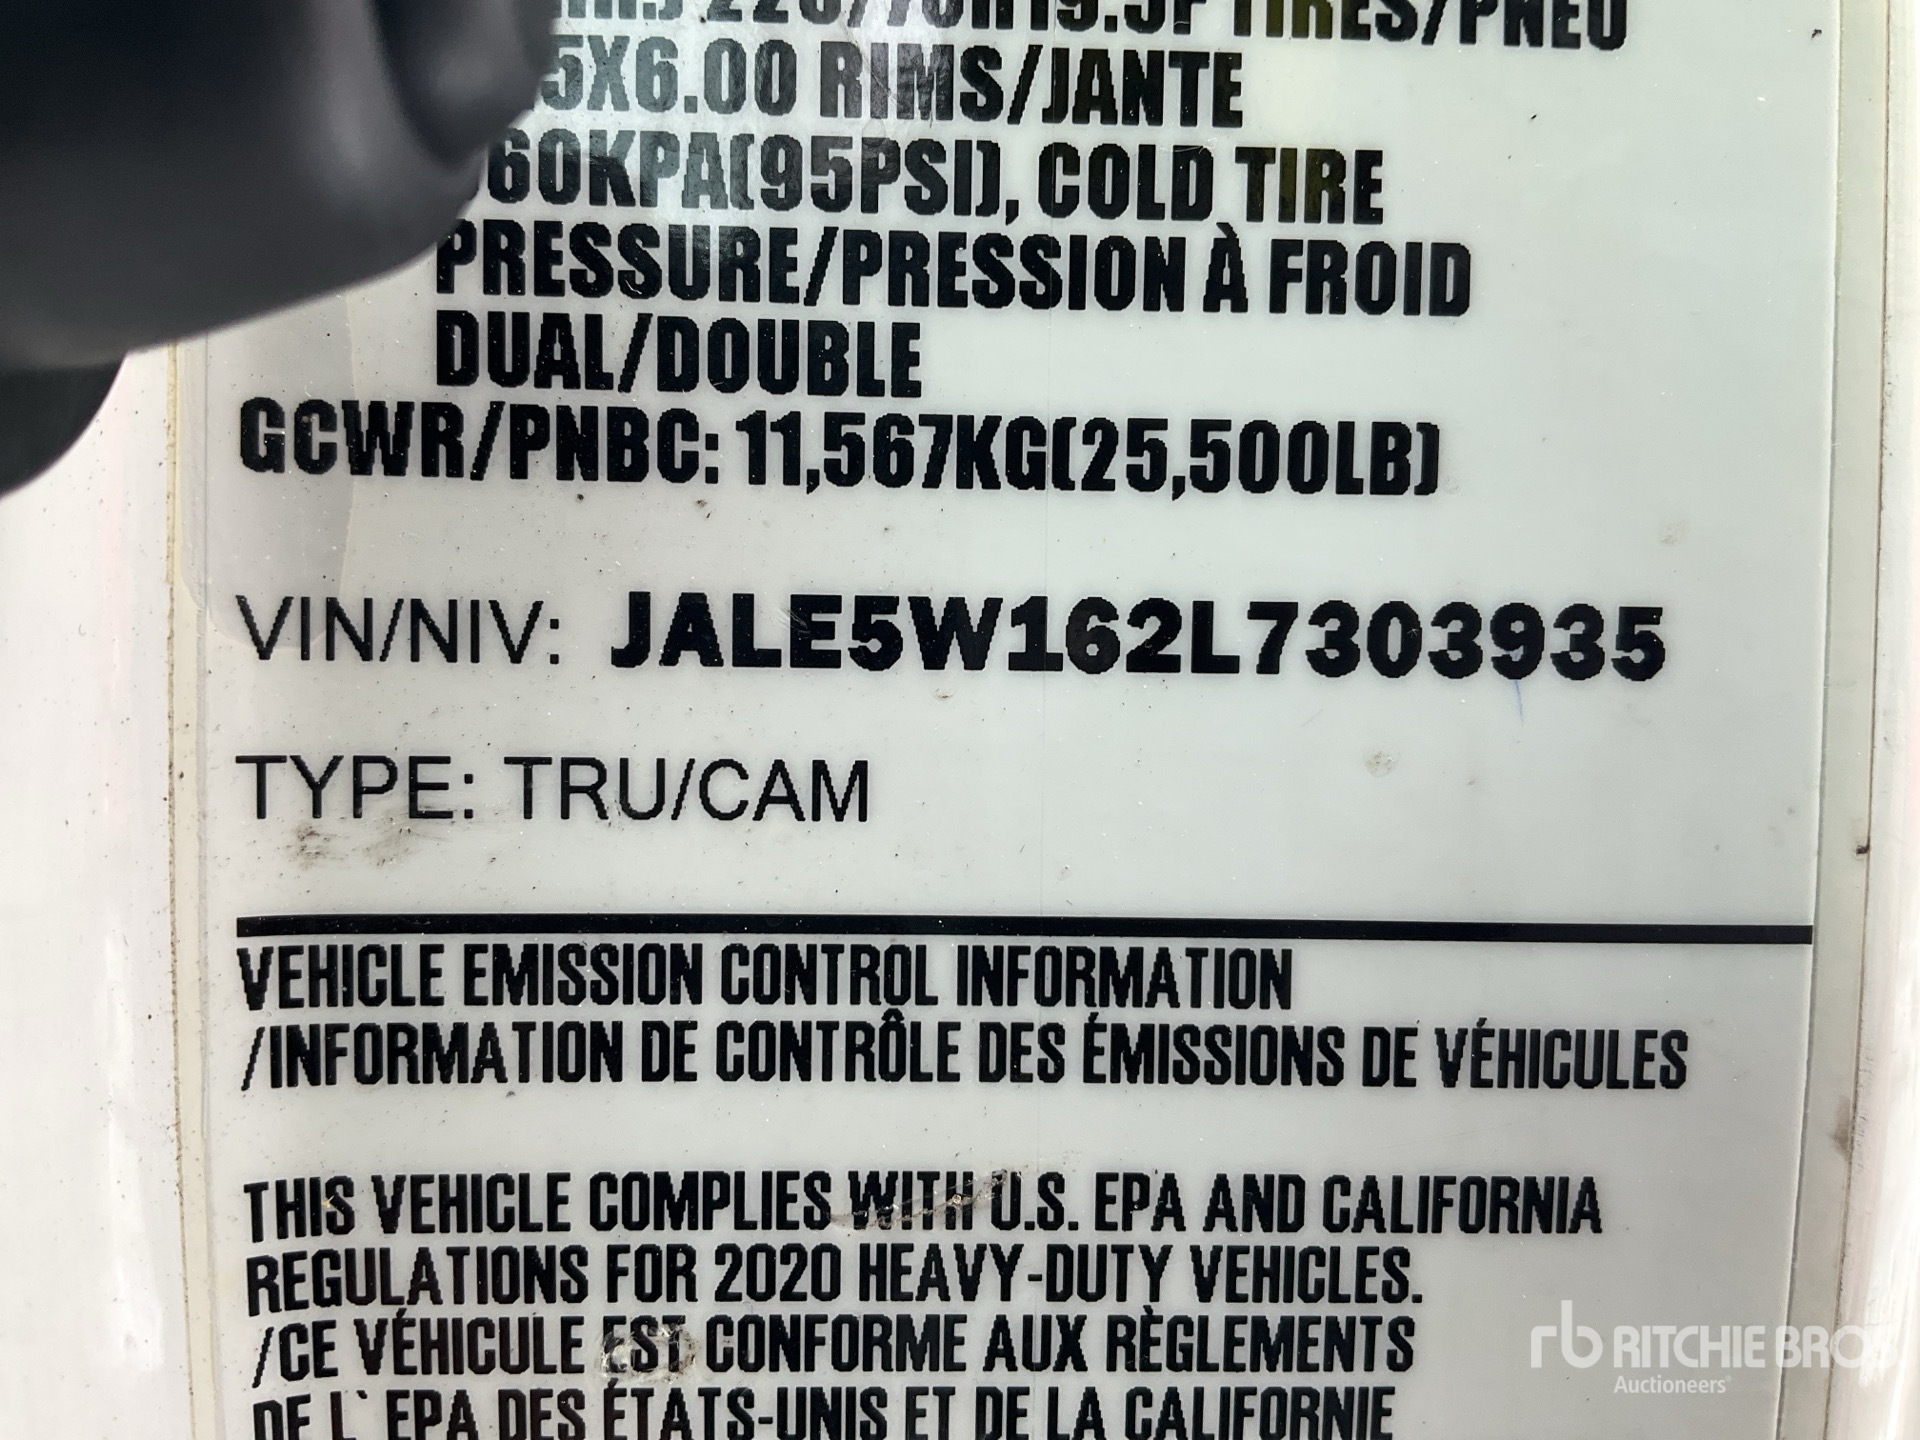 TIRES/PNEU
5X6.00 RIMS/JANTE
60KPA(95PSI), COLD TIRE
PRESSURE/PRESSION À FROID
DUAL/DOUBLE
GCWR/PNBC: 11,567KG(25,500LB)
VIN/NIV: JALE5W162L7303935
TYPE: TRU/CAM
VEHICLE EMISSION CONTROL INFORMATION
/INFORMATION DE CONTRÔLE DES ÉMISSIONS DE VÉHICULES
THIS VEHICLE COMPLIES WITH U.S. EPA AND CALIFORNIA
REGULATIONS FOR 2020 HEAVY-DUTY VEHICLES.
/CE VÉHICULE EST CONFORME AUX RÈGLEMENTS
DE L`EPA DES ÉTATS-UNIS ET DE LA CALIFORNIE
rb RITCHIE BROS
Auctioneers